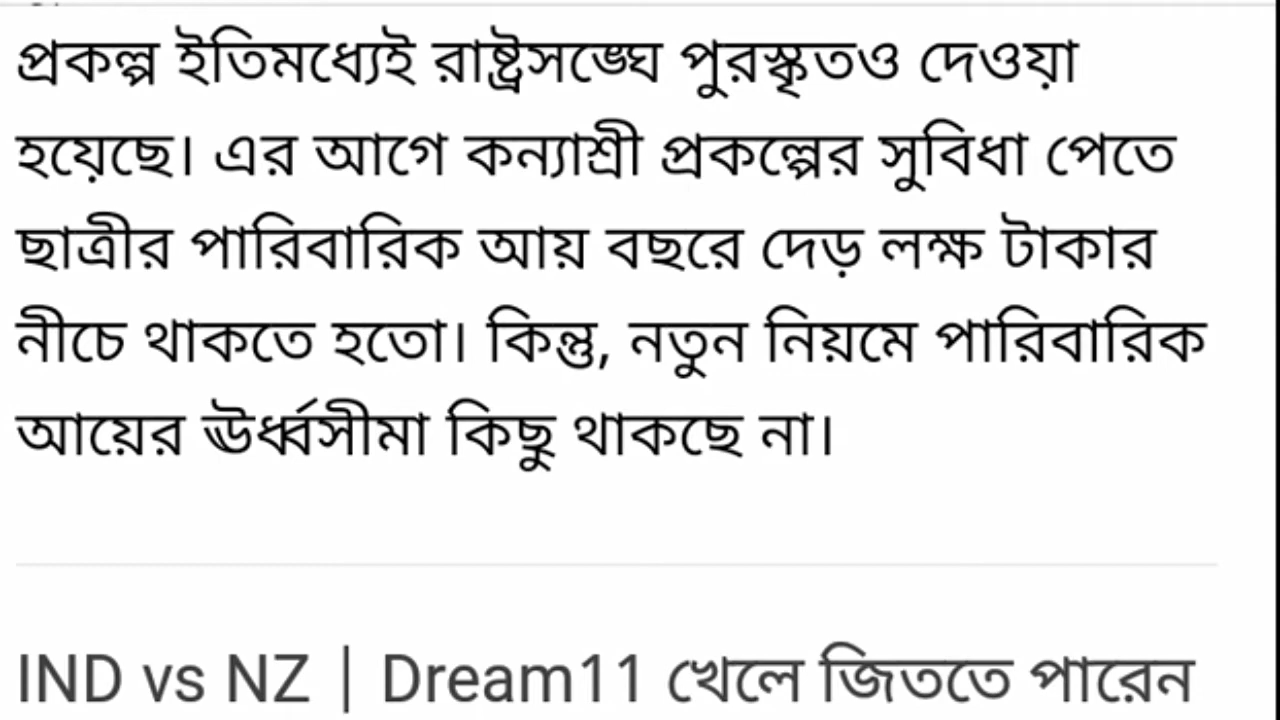 প্রকল্প ইতিমধ্যেই রাষ্ট্রসঙ্ঘে পুরস্কৃতও দেওয়া
হয়েছে। এর আগে কন্যাশ্রী প্রকল্পের সুবিধা পেতে
ছাত্রীর পারিবারিক আয় বছরে দেড় লক্ষ টাকার
নীচে থাকতে হতো। কিন্তু, নতুন নিয়মে পারিবারিক
আয়ের ঊর্ধ্বসীমা কিছু থাকছে না।
IND vs NZ | Dream11 খেলে জিততে পারেন